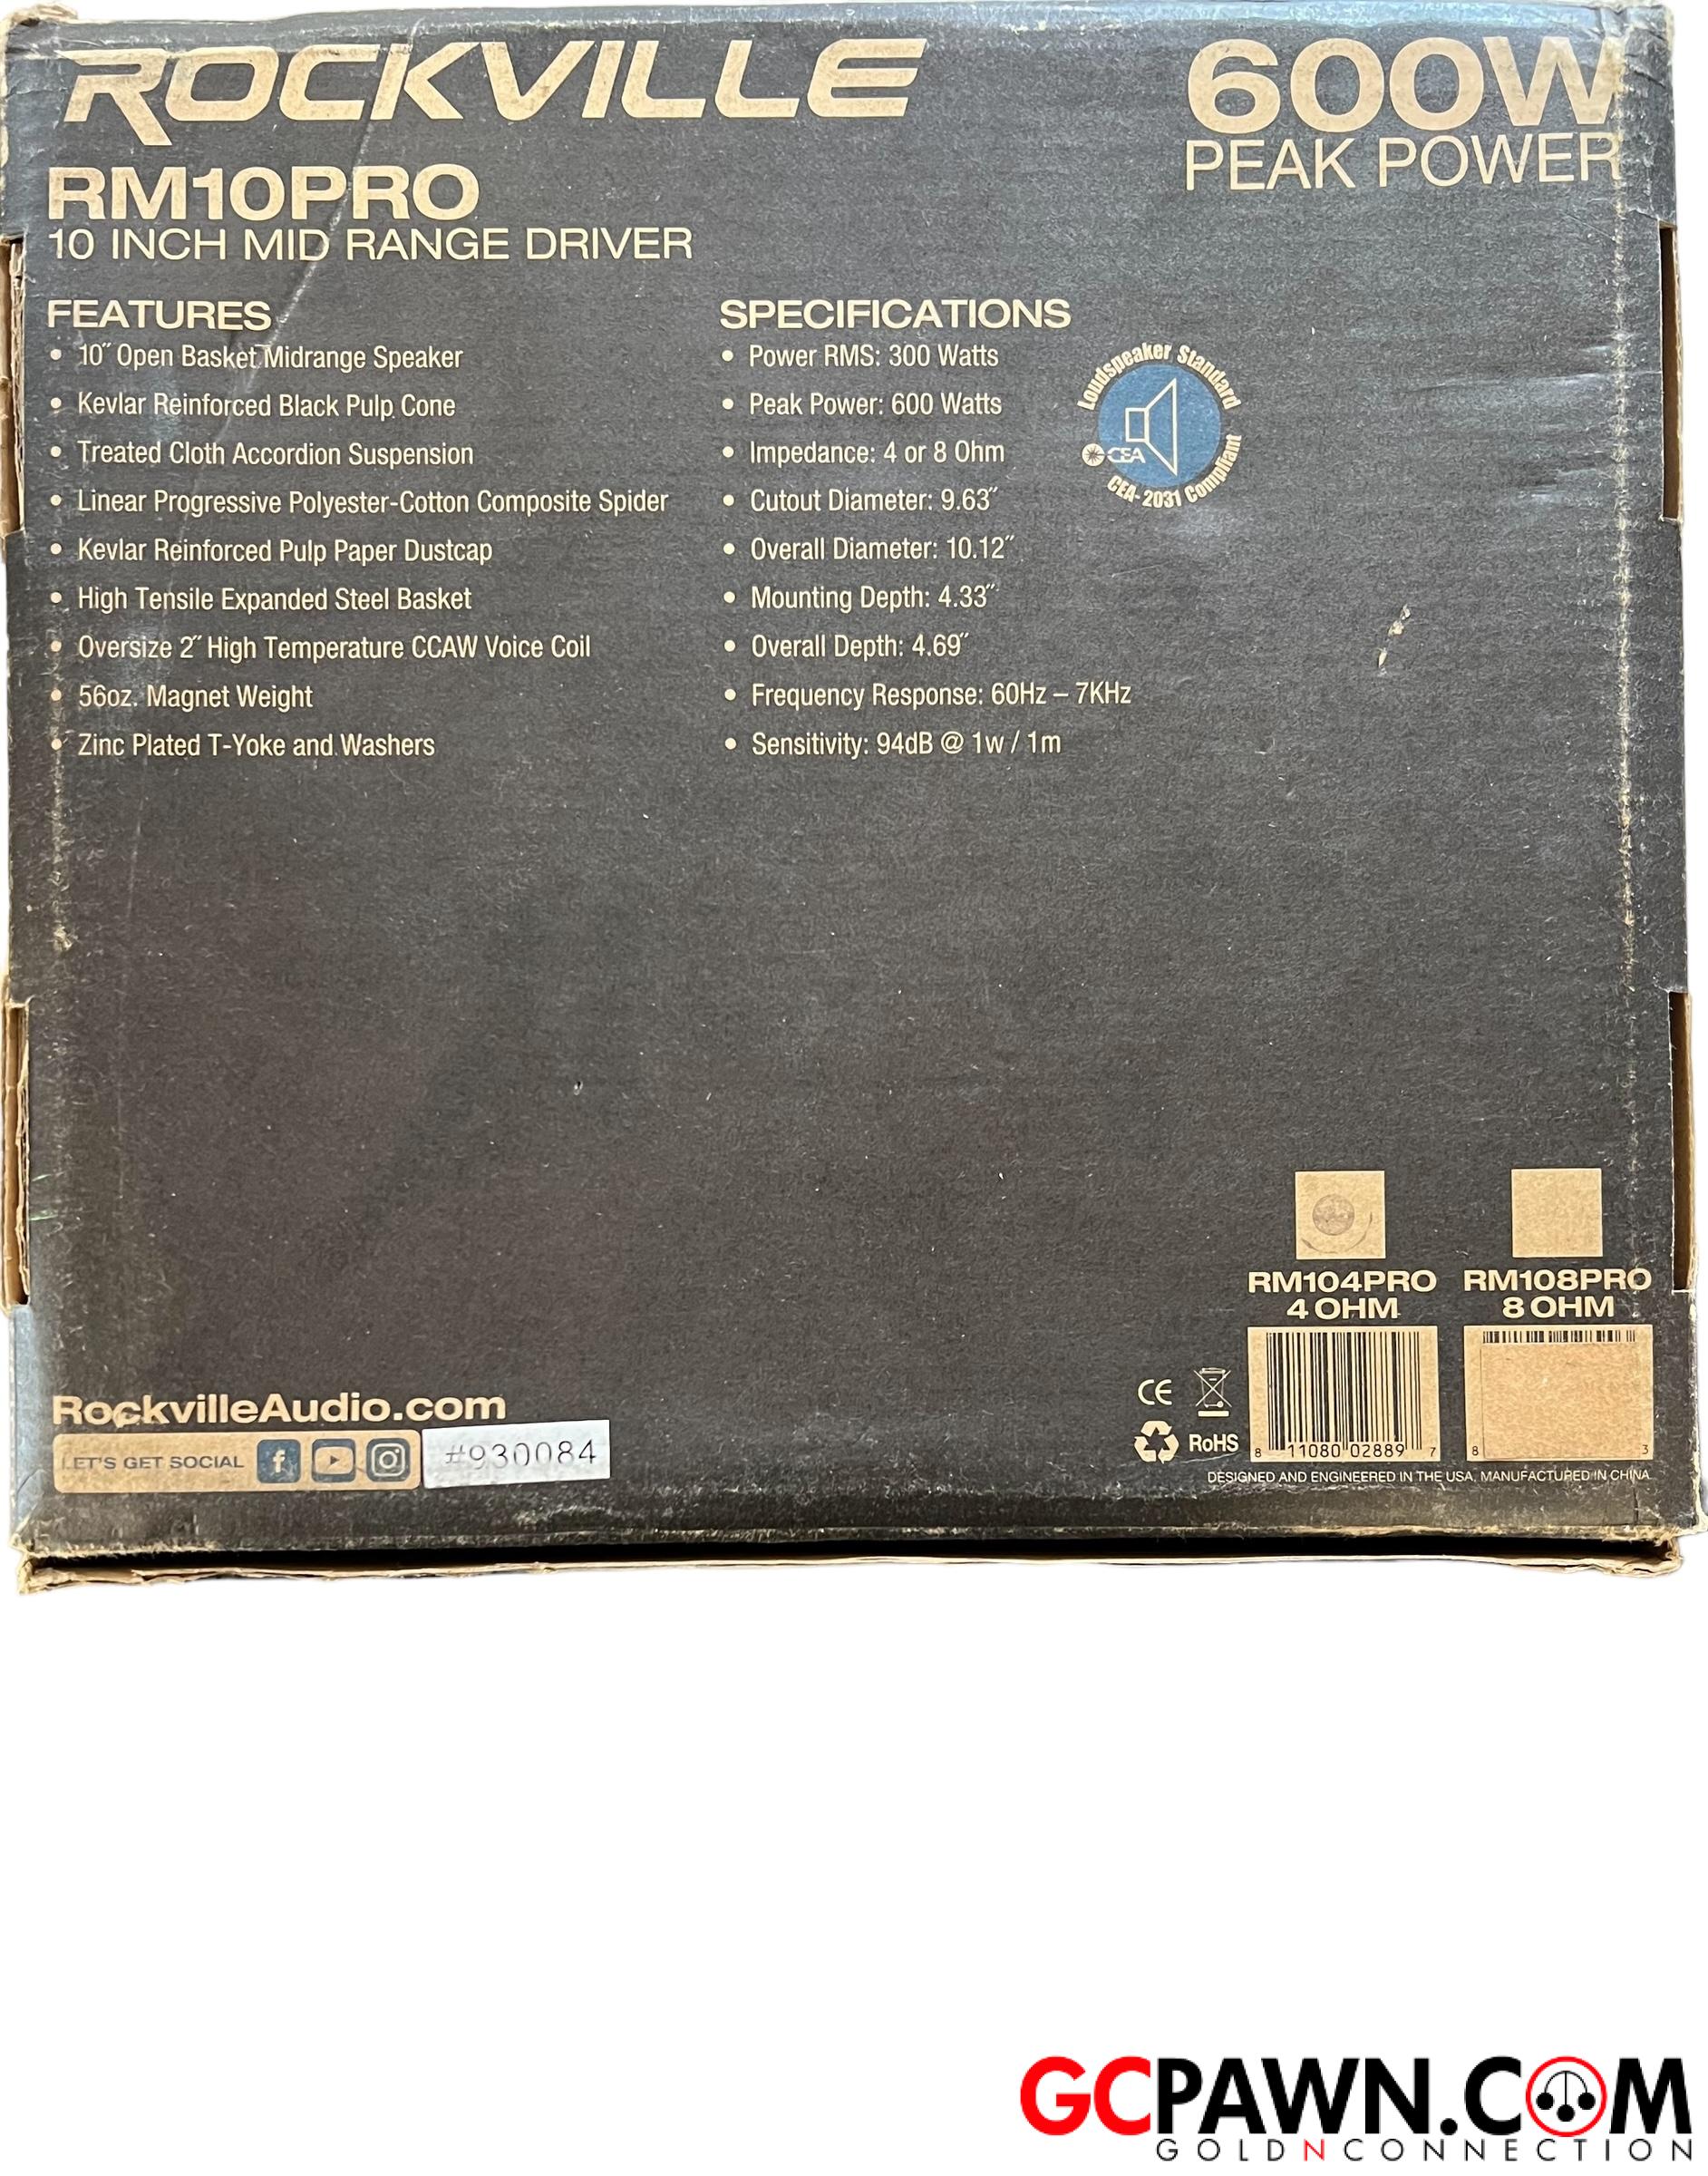 ROCKVILLE
600W
PEAK POWER
RM10PRO
10 INCH MID RANGE DRIVER
FEATURES
• 10″ Open Basket Midrange Speaker
• Kevlar Reinforced Black Pulp Cone
• Treated Cloth Accordion Suspension
• Linear Progressive Polyester-Cotton Composite Spider
• Kevlar Reinforced Pulp Paper Dustcap
• High Tensile Expanded Steel Basket
• Oversize 2″ High Temperature CCAW Voice Coil
• 56oz. Magnet Weight
• Zinc Plated T-Yoke and Washers
SPECIFICATIONS
• Power RMS: 300 Watts
• Peak Power: 600 Watts
• Impedance: 4 or 8 Ohm
• Cutout Diameter: 9.63″
• Overall Diameter: 10.12″
• Mounting Depth: 4.33″
• Overall Depth: 4.69″
• Frequency Response: 60Hz – 7KHz
• Sensitivity: 94dB @ 1w / 1m
Loudspeaker Standard
CEA
CEA-2031 Compliant
RM104PRO
4 OHM
RM108PRO
8 OHM
8 11080 02889 7
8 3
CE
RoHS
DESIGNED AND ENGINEERED IN THE USA, MANUFACTURED IN CHINA
RockvilleAudio.com
LET'S GET SOCIAL
#930084
GCPAWN.COM
GOLDNCONNECTION